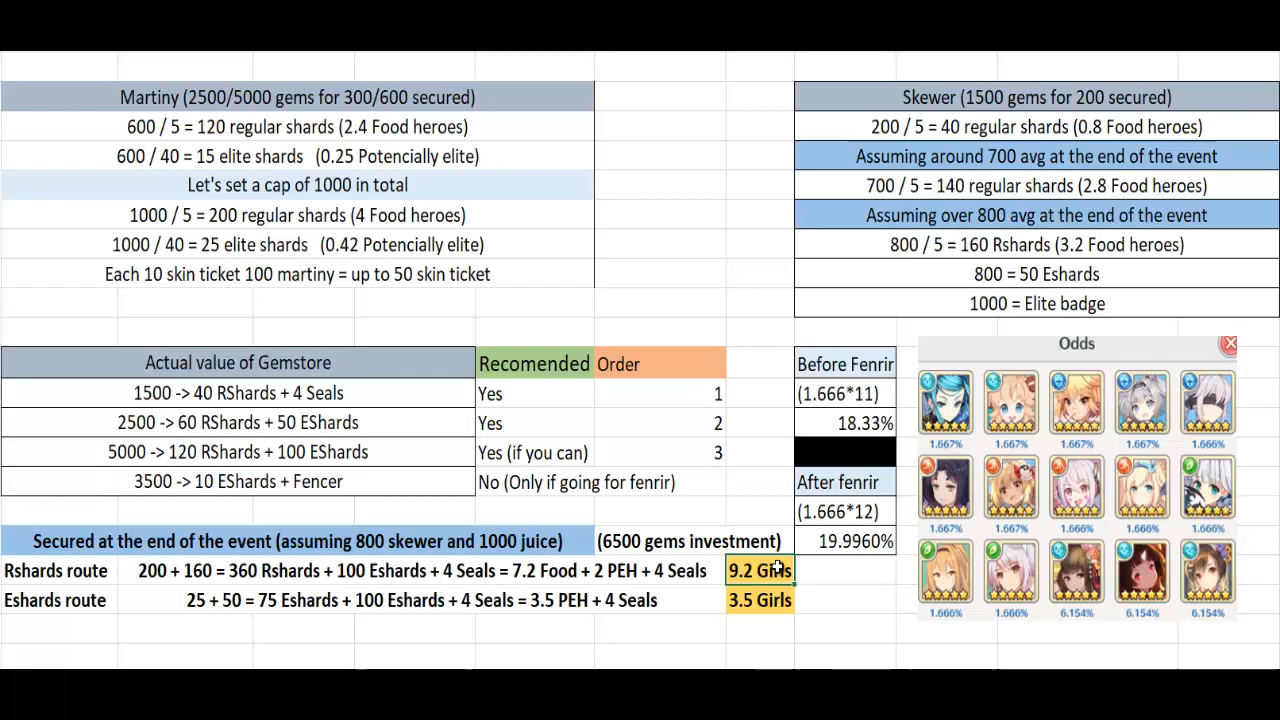 Martiny (2500/5000 gems for 300/600 secured)
600 / 5 = 120 regular shards (2.4 Food heroes)
600 / 40 = 15 elite shards (0.25 Potencially elite)
Let's set a cap of 1000 in total
1000 / 5 = 200 regular shards (4 Food heroes)
1000 / 40 = 25 elite shards (0.42 Potencially elite)
Each 10 skin ticket 100 martiny = up to 50 skin ticket
Skewer (1500 gems for 200 secured)
200 / 5 = 40 regular shards (0.8 Food heroes)
Assuming around 700 avg at the end of the event
700 / 5 = 140 regular shards (2.8 Food heroes)
Assuming over 800 avg at the end of the event
800 / 5 = 160 Rshards (3.2 Food heroes)
800 = 50 Eshards
1000 = Elite badge
Actual value of Gemstore Recomended Order
1500 -> 40 RShards + 4 Seals Yes 1
2500 -> 60 RShards + 50 EShards Yes 2
5000 -> 120 RShards + 100 EShards Yes (if you can) 3
3500 -> 10 EShards + Fencer No (Only if going for fenrir)
Before Fenrir
(1.666*11)
18.33%
After fenrir
(1.666*12)
19.9960%
Secured at the end of the event (assuming 800 skewer and 1000 juice) (6500 gems investment)
Rshards route 200 + 160 = 360 Rshards + 100 Eshards + 4 Seals = 7.2 Food + 2 PEH + 4 Seals 9.2 Girls
Eshards route 25 + 50 = 75 Eshards + 100 Eshards + 4 Seals = 3.5 PEH + 4 Seals 3.5 Girls
Odds
1.667% 1.667% 1.667% 1.667% 1.666%
1.667% 1.667% 1.666% 1.666% 1.666%
1.666% 1.666% 6.154% 6.154% 6.154%